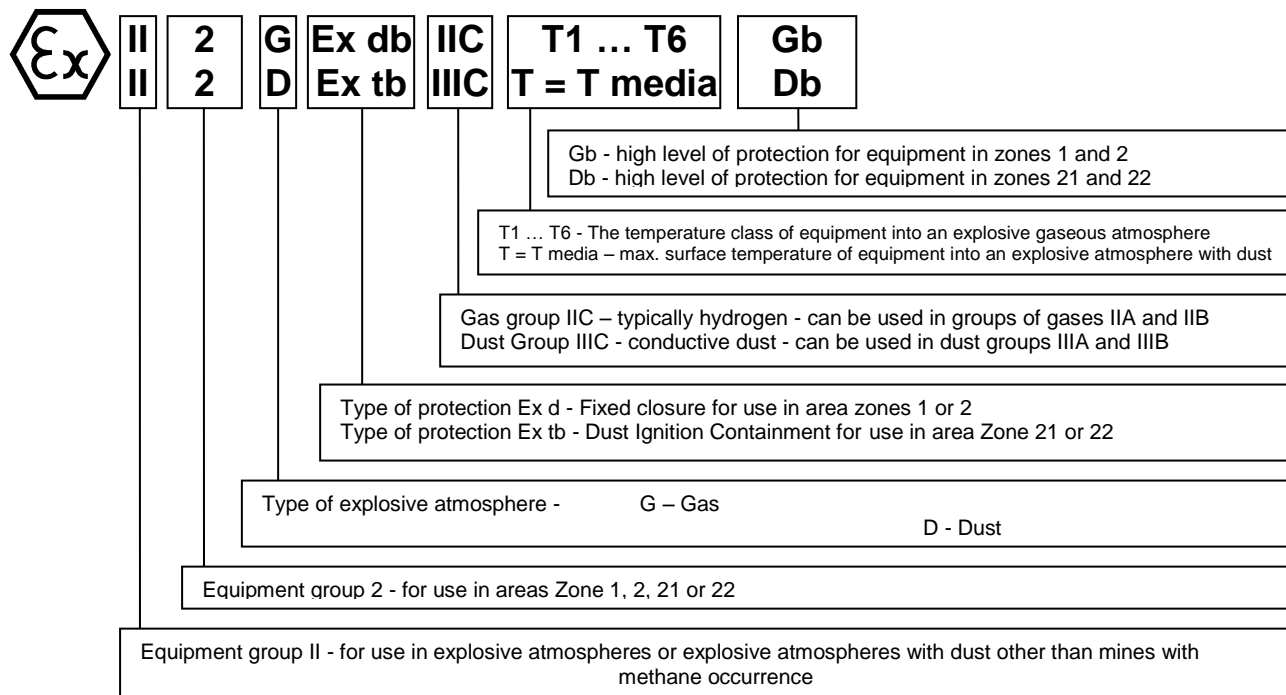 Ex II 2 G Ex db IIC T1 … T6 Gb
II 2 D Ex tb IIIC T = T media Db
Gb - high level of protection for equipment in zones 1 and 2
Db - high level of protection for equipment in zones 21 and 22
T1 … T6 - The temperature class of equipment into an explosive gaseous atmosphere
T = T media – max. surface temperature of equipment into an explosive atmosphere with dust
Gas group IIC – typically hydrogen - can be used in groups of gases IIA and IIB
Dust Group IIIC - conductive dust - can be used in dust groups IIIA and IIIB
Type of protection Ex d - Fixed closure for use in area zones 1 or 2
Type of protection Ex tb - Dust Ignition Containment for use in area Zone 21 or 22
Type of explosive atmosphere - G – Gas
D - Dust
Equipment group 2 - for use in areas Zone 1, 2, 21 or 22
Equipment group II - for use in explosive atmospheres or explosive atmospheres with dust other than mines with
methane occurrence